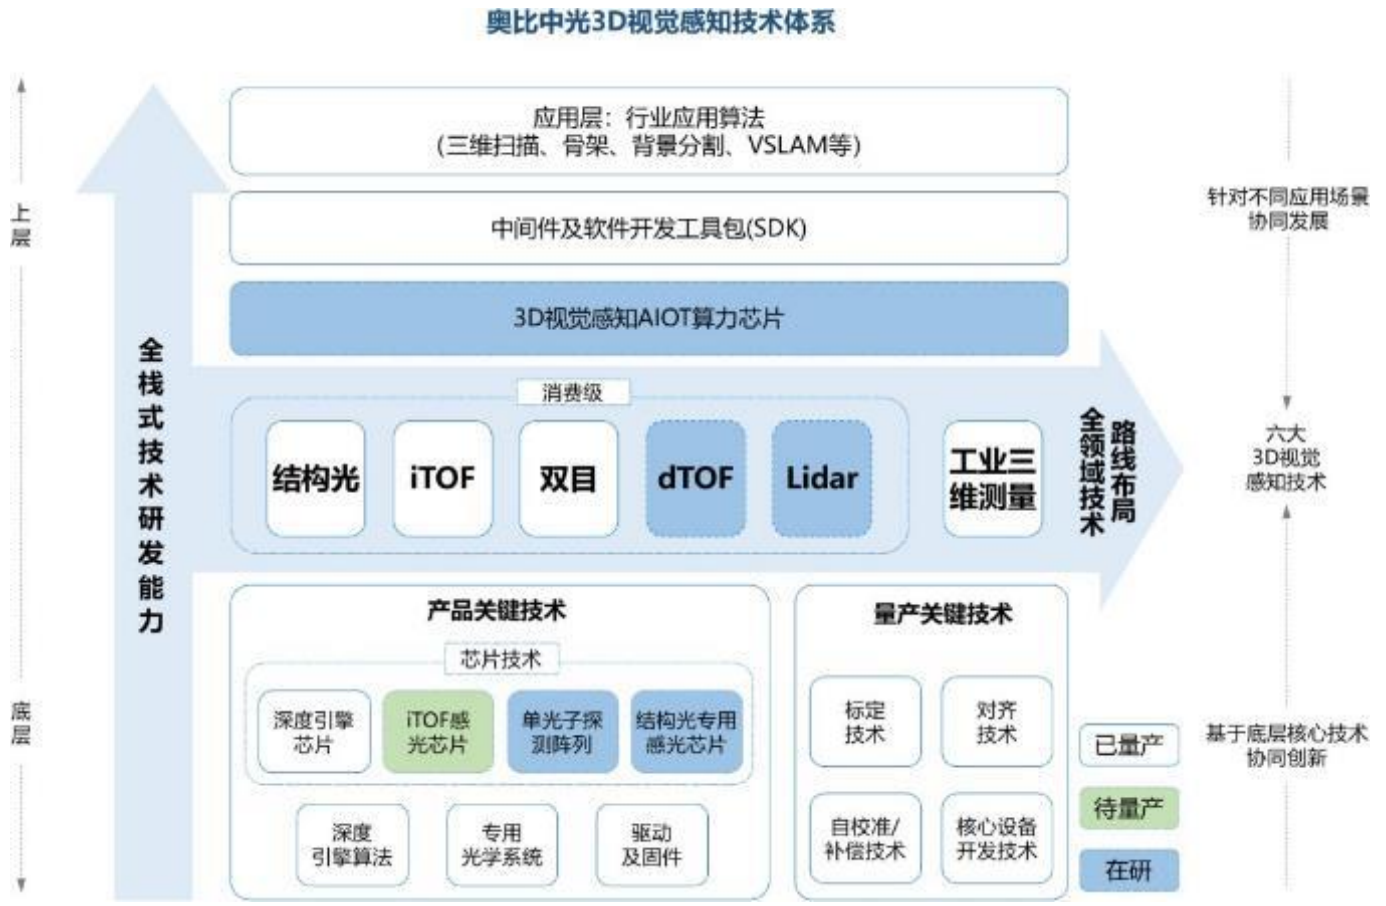 奥比中光3D视觉感知技术体系
应用层：行业应用算法
(三维扫描、骨架、背景分割、VSLAM等)
中间件及软件开发工具包(SDK)
3D视觉感知AIOT算力芯片
上
层
底
层
全
栈
式
技
术
研
发
能
力
消费级
结构光
iTOF
双目
dTOF
Lidar
工业三
维测量
全领域技术
路线布局
产品关键技术
芯片技术
深度引擎
芯片
iTOF感
光芯片
单光子探
测阵列
结构光专用
感光芯片
深度
引擎算法
专用
光学系统
驱动
及固件
量产关键技术
标定
技术
对齐
技术
自校准/
补偿技术
核心设备
开发技术
已量产
待量产
在研
针对不同应用场景
协同发展
六大
3D视觉
感知技术
基于底层核心技术
协同创新